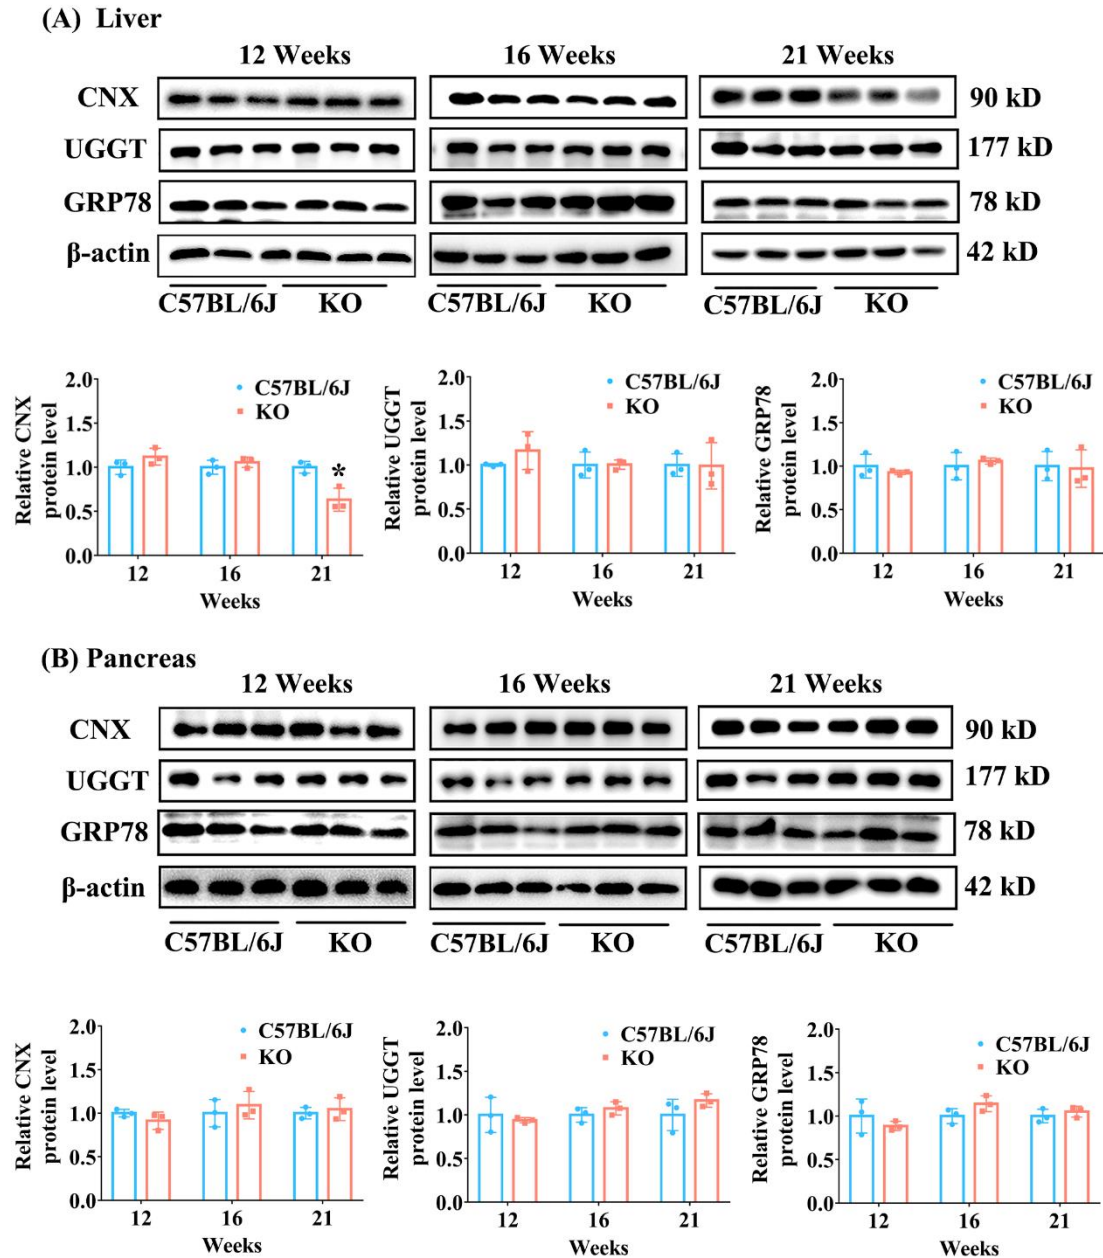 (A) Liver
12 Weeks 16 Weeks 21 Weeks
CNX 90 kD
UGGT 177 kD
GRP78 78 kD
β-actin 42 kD
C57BL/6J KO C57BL/6J KO C57BL/6J KO
Relative CNX
protein level
2.0
1.5
1.0
0.5
0.0
C57BL/6J
KO
*
12 16 21
Weeks
Relative UGGT
protein level
2.0
1.5
1.0
0.5
0.0
C57BL/6J
KO
12 16 21
Weeks
Relative GRP78
protein level
2.0
1.5
1.0
0.5
0.0
C57BL/6J
KO
12 16 21
Weeks
(B) Pancreas
12 Weeks 16 Weeks 21 Weeks
CNX 90 kD
UGGT 177 kD
GRP78 78 kD
β-actin 42 kD
C57BL/6J KO C57BL/6J KO C57BL/6J KO
Relative CNX
protein level
2.0
1.5
1.0
0.5
0.0
C57BL/6J
KO
12 16 21
Weeks
Relative UGGT
protein level
2.0
1.5
1.0
0.5
0.0
C57BL/6J
KO
12 16 21
Weeks
Relative GRP78
protein level
2.0
1.5
1.0
0.5
0.0
C57BL/6J
KO
12 16 21
Weeks